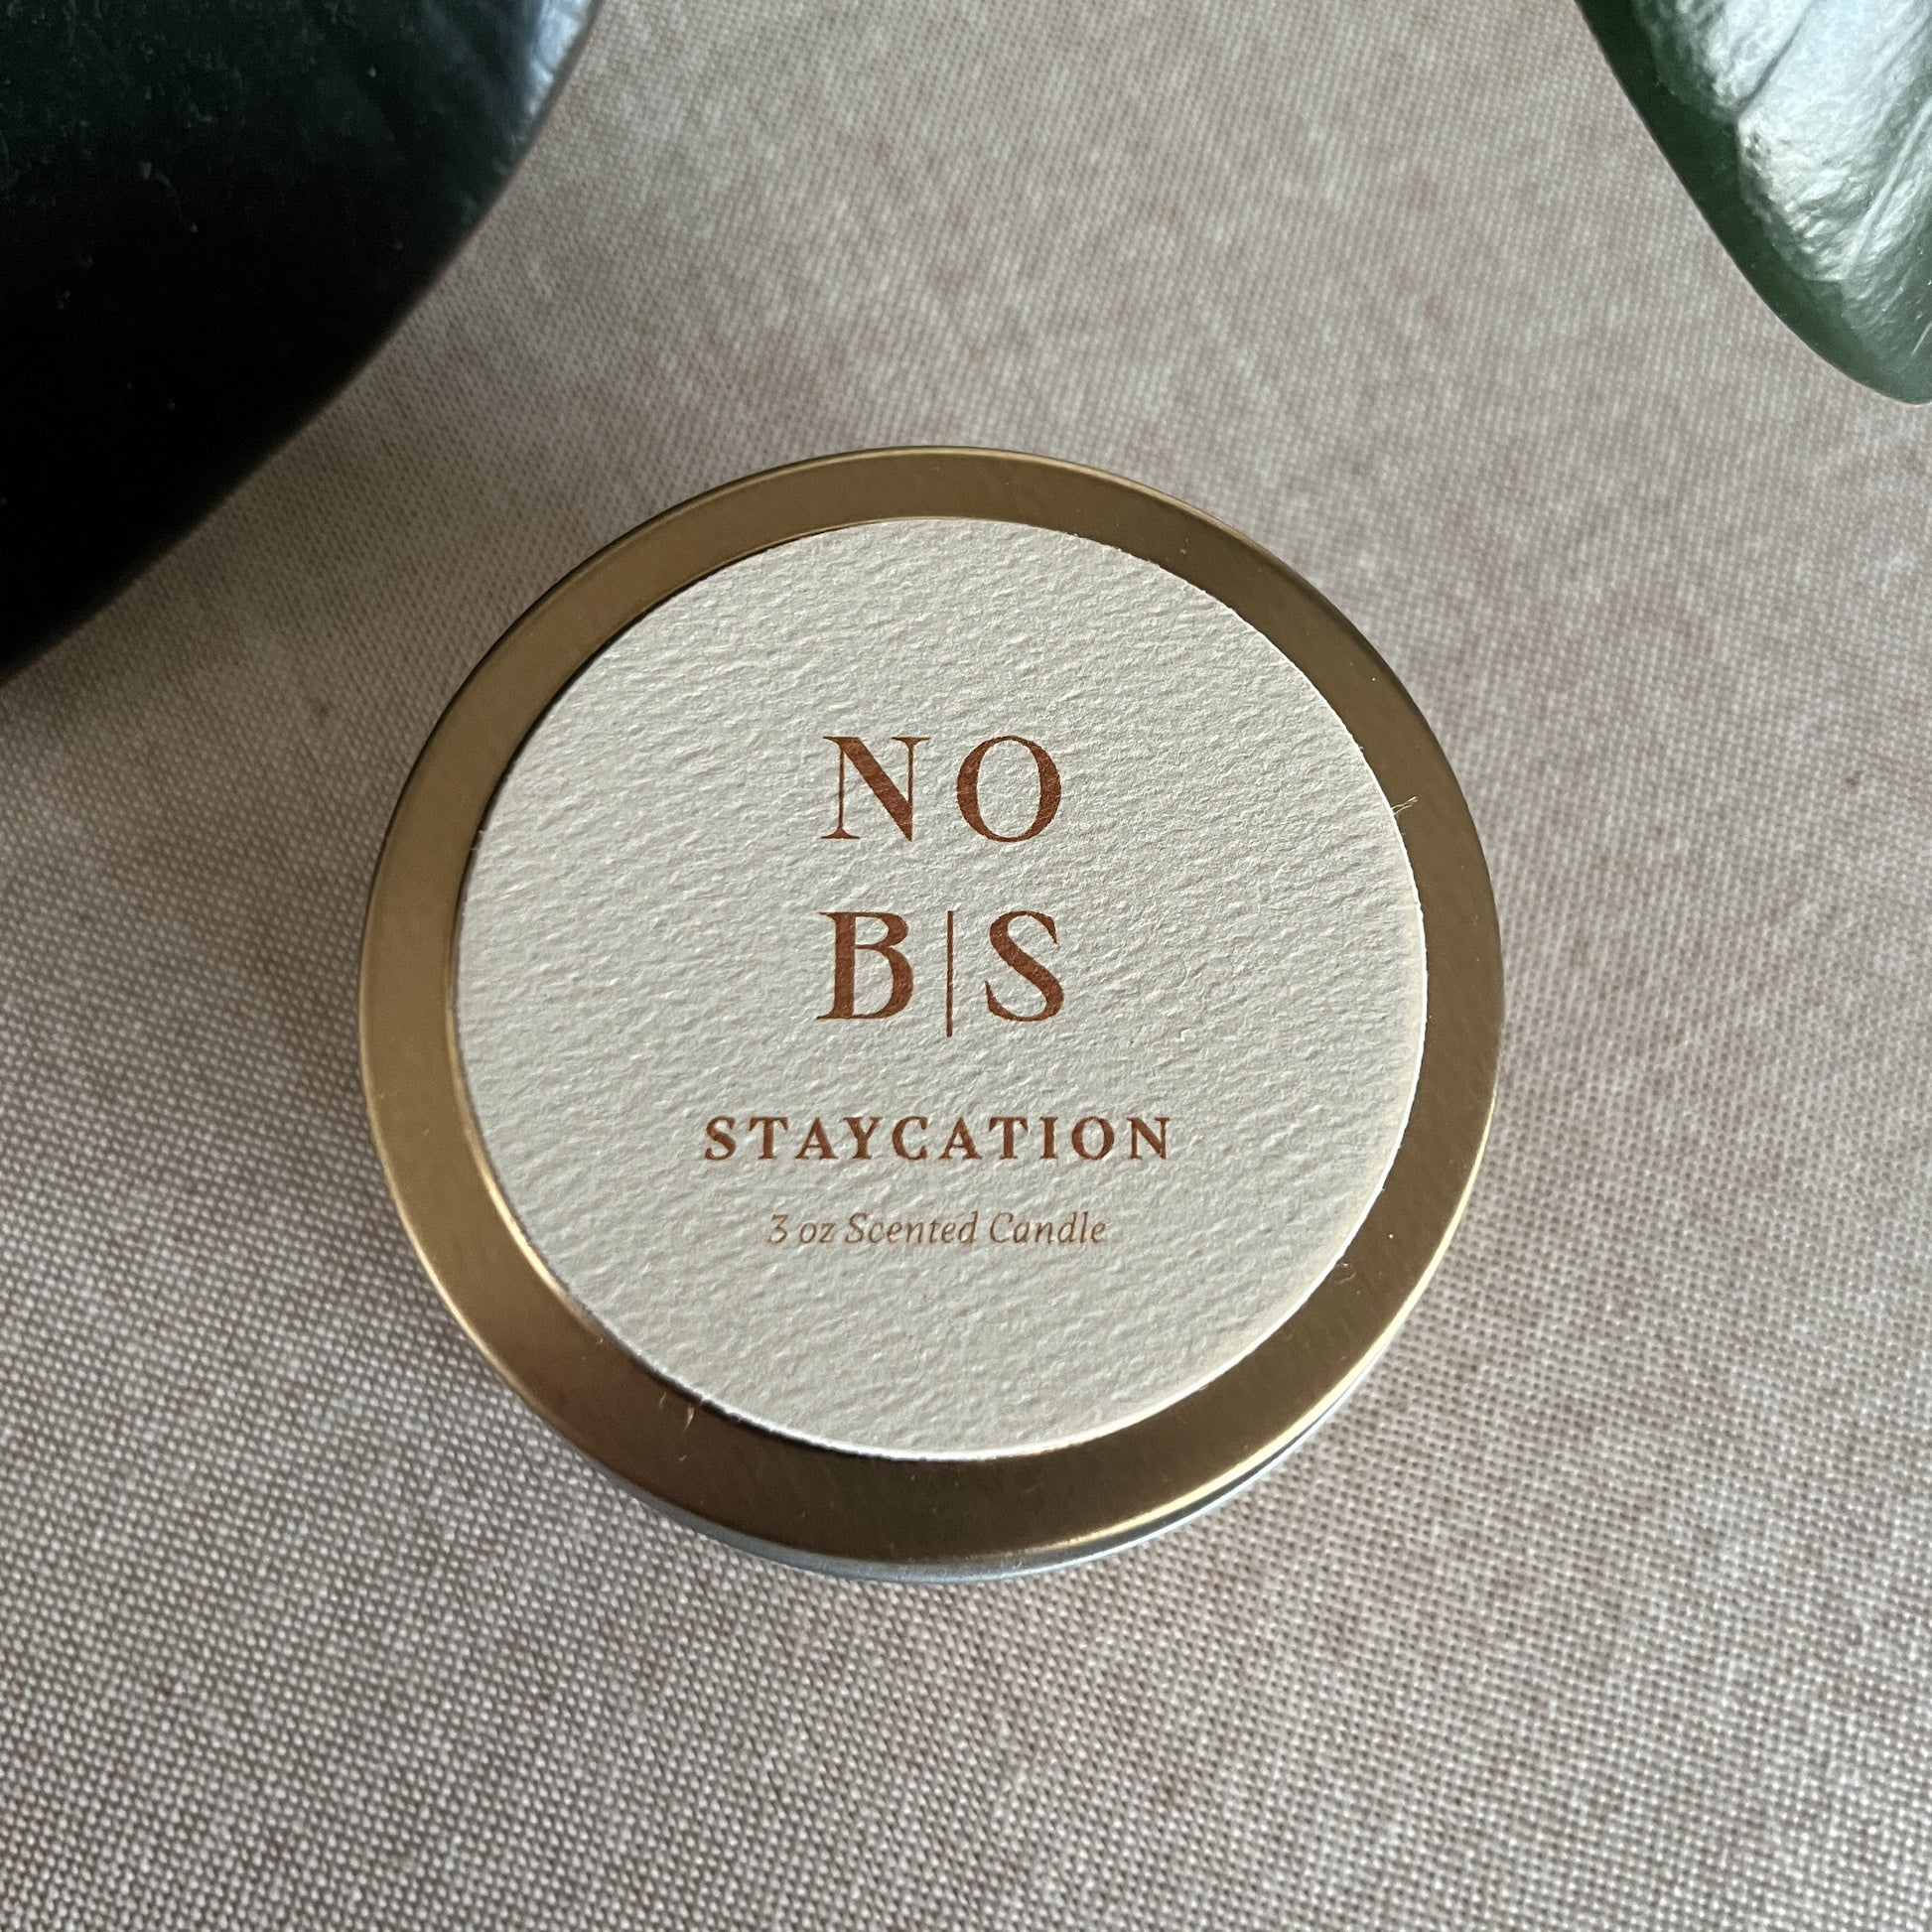 NO
B|S
STAYCATION
3 oz Scented Candle